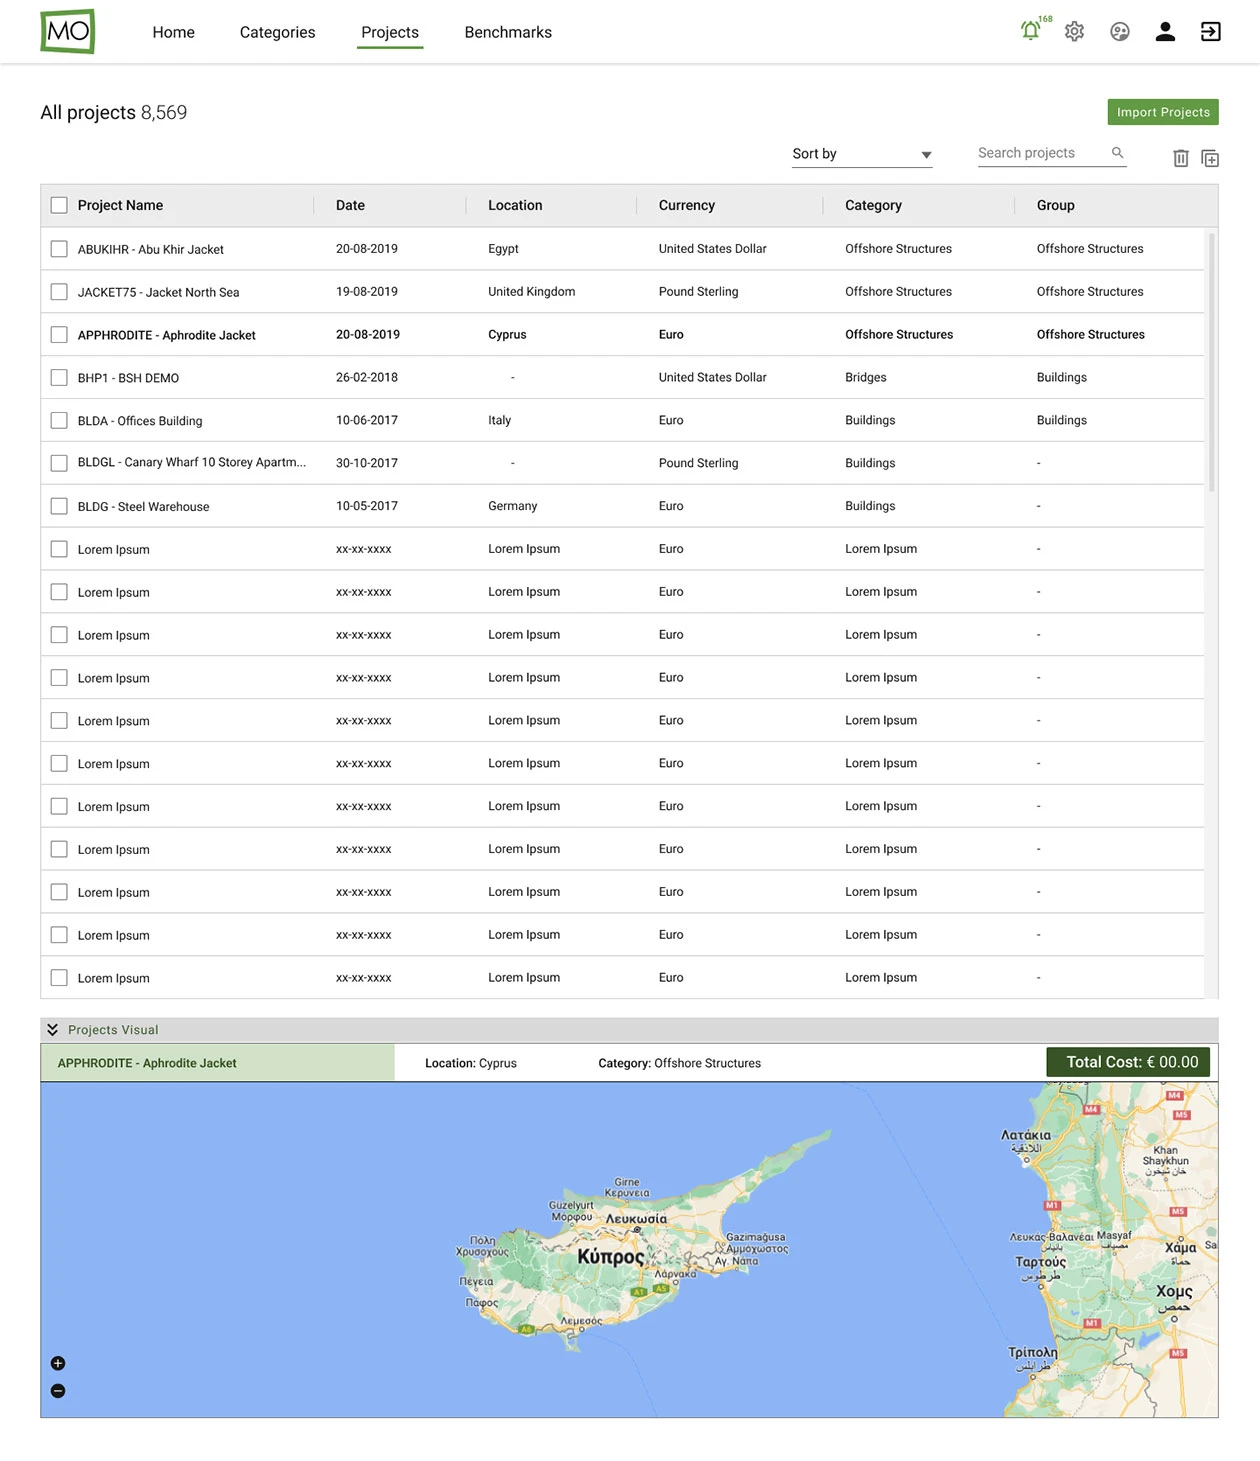 MO Home Categories Projects Benchmarks 168
All projects 8,569 Import Projects
Sort by Search projects
Project Name Date Location Currency Category Group
ABUKIHR - Abu Khir Jacket 20-08-2019 Egypt United States Dollar Offshore Structures Offshore Structures
JACKET75 - Jacket North Sea 19-08-2019 United Kingdom Pound Sterling Offshore Structures Offshore Structures
APPHRODITE - Aphrodite Jacket 20-08-2019 Cyprus Euro Offshore Structures Offshore Structures
BHP1 - BSH DEMO 26-02-2018 - United States Dollar Bridges Buildings
BLDA - Offices Building 10-06-2017 Italy Euro Buildings Buildings
BLDGL - Canary Wharf 10 Storey Apartm... 30-10-2017 - Pound Sterling Buildings -
BLDG - Steel Warehouse 10-05-2017 Germany Euro Buildings -
Lorem Ipsum xx-xx-xxxx Lorem Ipsum Euro Lorem Ipsum -
Lorem Ipsum xx-xx-xxxx Lorem Ipsum Euro Lorem Ipsum -
Lorem Ipsum xx-xx-xxxx Lorem Ipsum Euro Lorem Ipsum -
Lorem Ipsum xx-xx-xxxx Lorem Ipsum Euro Lorem Ipsum -
Lorem Ipsum xx-xx-xxxx Lorem Ipsum Euro Lorem Ipsum -
Lorem Ipsum xx-xx-xxxx Lorem Ipsum Euro Lorem Ipsum -
Lorem Ipsum xx-xx-xxxx Lorem Ipsum Euro Lorem Ipsum -
Lorem Ipsum xx-xx-xxxx Lorem Ipsum Euro Lorem Ipsum -
Lorem Ipsum xx-xx-xxxx Lorem Ipsum Euro Lorem Ipsum -
Lorem Ipsum xx-xx-xxxx Lorem Ipsum Euro Lorem Ipsum -
Lorem Ipsum xx-xx-xxxx Lorem Ipsum Euro Lorem Ipsum -
Projects Visual
APPHRODITE - Aphrodite Jacket Location: Cyprus Category: Offshore Structures Total Cost: € 00.00
M4
M4
M5
Λατάκια
اللاذقية
Khan
Shaykhun
خان شيخون
Girne
Κερύνεια
Güzelyurt
Μόρφου
Λευκωσία
M1
M5
Πόλη
Χρυσοχούς
Κύπρος
Gazimağusa
Αμμόχωστος
Αγ. Νάπα
Λευκάς-Βαλανέαι
بانياس
Masyaf
مصياف
Χάμα
حماة
Sa
Πέγεια
Λάρνακα
Ταρτούς
طرطوس
A1
A5
Πάφος
Χομς
حمص
Λεμεσός
A6
M1
Τρίπολη
طرابلس
M5